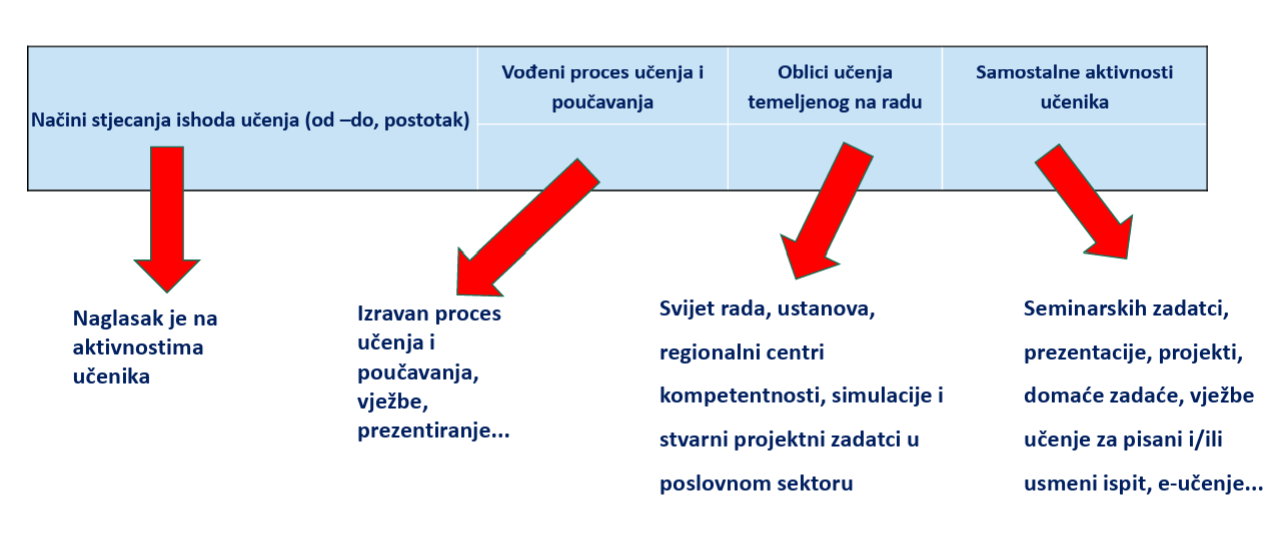 Načini stjecanja ishoda učenja (od –do, postotak)
Vođeni proces učenja i
poučavanja
Oblici učenja
temeljenog na radu
Samostalne aktivnosti
učenika
Naglasak je na
aktivnostima
učenika
Izravan proces
učenja i
poučavanja,
vježbe,
prezentiranje...
Svijet rada, ustanova,
regionalni centri
kompetentnosti, simulacije i
stvarni projektni zadatci u
poslovnom sektoru
Seminarskih zadatci,
prezentacije, projekti,
domaće zadaće, vježbe
učenje za pisani i/ili
usmeni ispit, e-učenje...